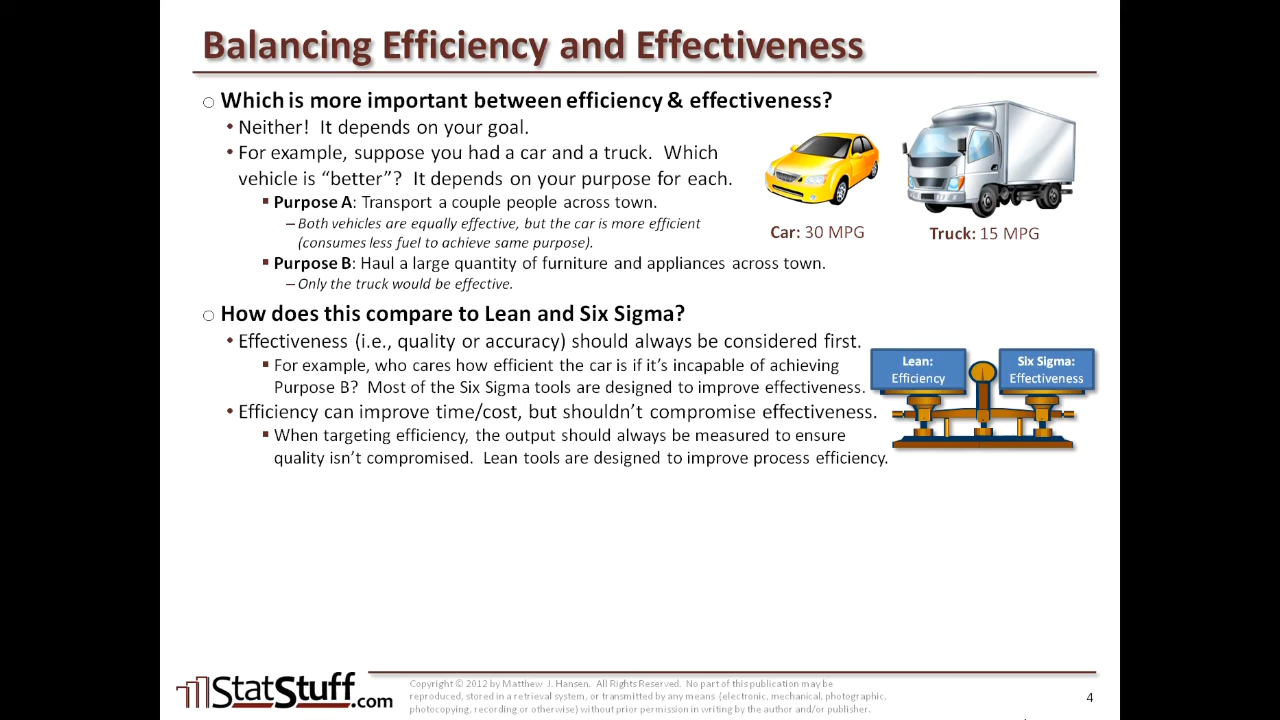 Balancing Efficiency and Effectiveness
○ Which is more important between efficiency & effectiveness?
• Neither! It depends on your goal.
• For example, suppose you had a car and a truck. Which
vehicle is “better”? It depends on your purpose for each.
▪ Purpose A: Transport a couple people across town.
– Both vehicles are equally effective, but the car is more efficient
(consumes less fuel to achieve same purpose).
Car: 30 MPG
Truck: 15 MPG
▪ Purpose B: Haul a large quantity of furniture and appliances across town.
– Only the truck would be effective.
○ How does this compare to Lean and Six Sigma?
• Effectiveness (i.e., quality or accuracy) should always be considered first.
▪ For example, who cares how efficient the car is if it’s incapable of achieving
Purpose B? Most of the Six Sigma tools are designed to improve effectiveness.
• Efficiency can improve time/cost, but shouldn’t compromise effectiveness.
▪ When targeting efficiency, the output should always be measured to ensure
quality isn’t compromised. Lean tools are designed to improve process efficiency.
Lean:
Efficiency
Six Sigma:
Effectiveness
StatStuff.com
Copyright © 2012 by Matthew J. Hansen. All Rights Reserved. No part of this publication may be
reproduced, stored in a retrieval system, or transmitted by any means (electronic, mechanical, photographic,
photocopying, recording or otherwise) without prior permission in writing by the author and/or publisher.
4